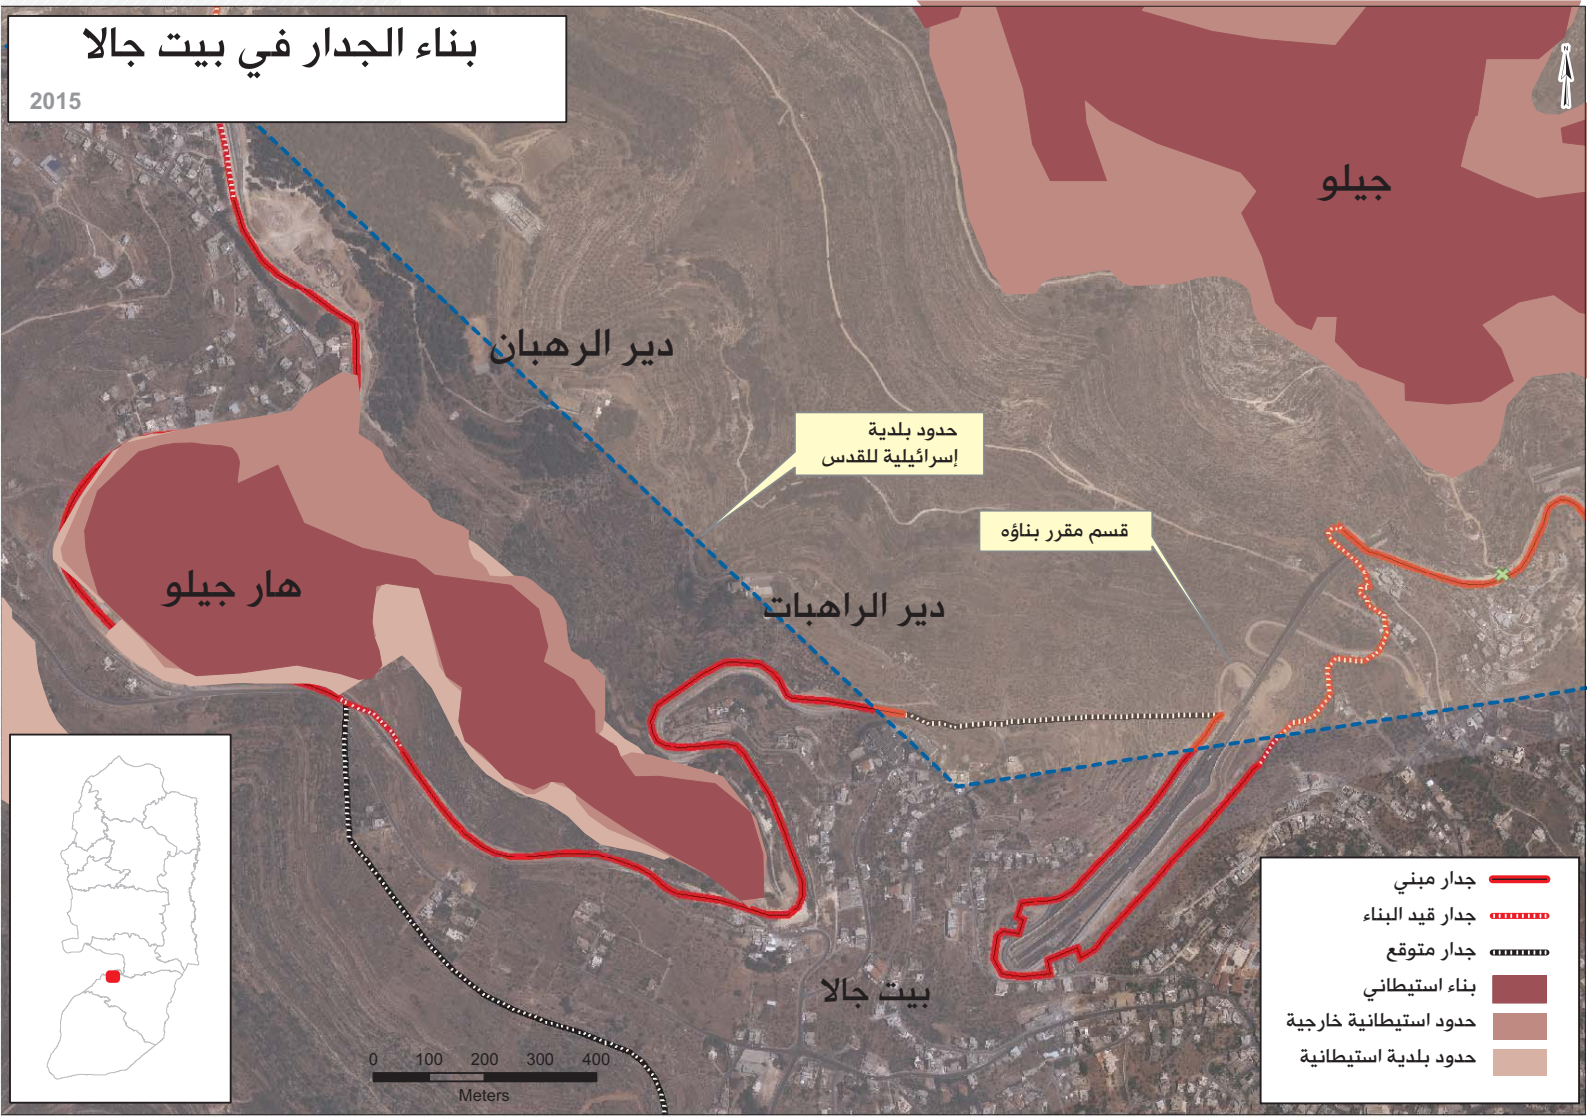 بناء الجدار في بيت جالا
2015
N
جيلو
دير الرهبان
حدود بلدية
إسرائيلية للقدس
قسم مقرر بناؤه
هار جيلو
دير الراهبات
بيت جالا
جدار مبني
جدار قيد البناء
جدار متوقع
بناء استيطاني
حدود استيطانية خارجية
حدود بلدية استيطانية
0 100 200 300 400
Meters